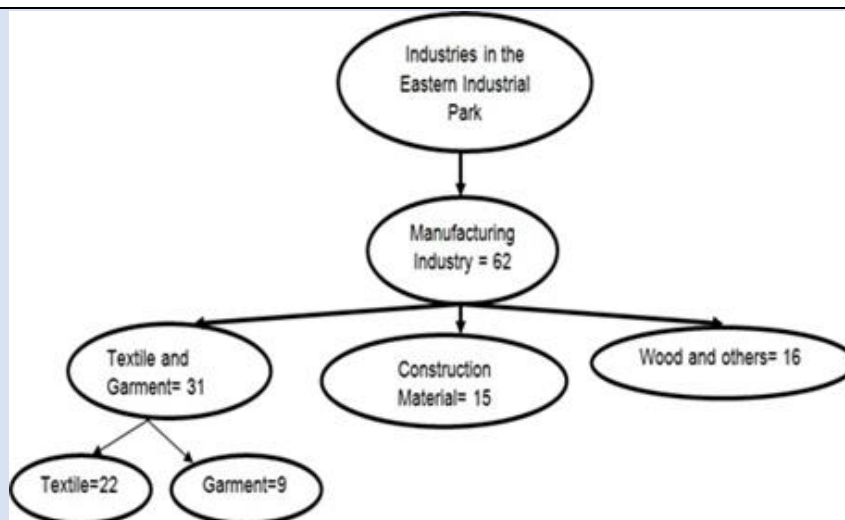 Industries in the
Eastern Industrial
Park
Manufacturing
Industry = 62
Textile and
Garment= 31
Construction
Material= 15
Wood and others= 16
Textile=22
Garment=9